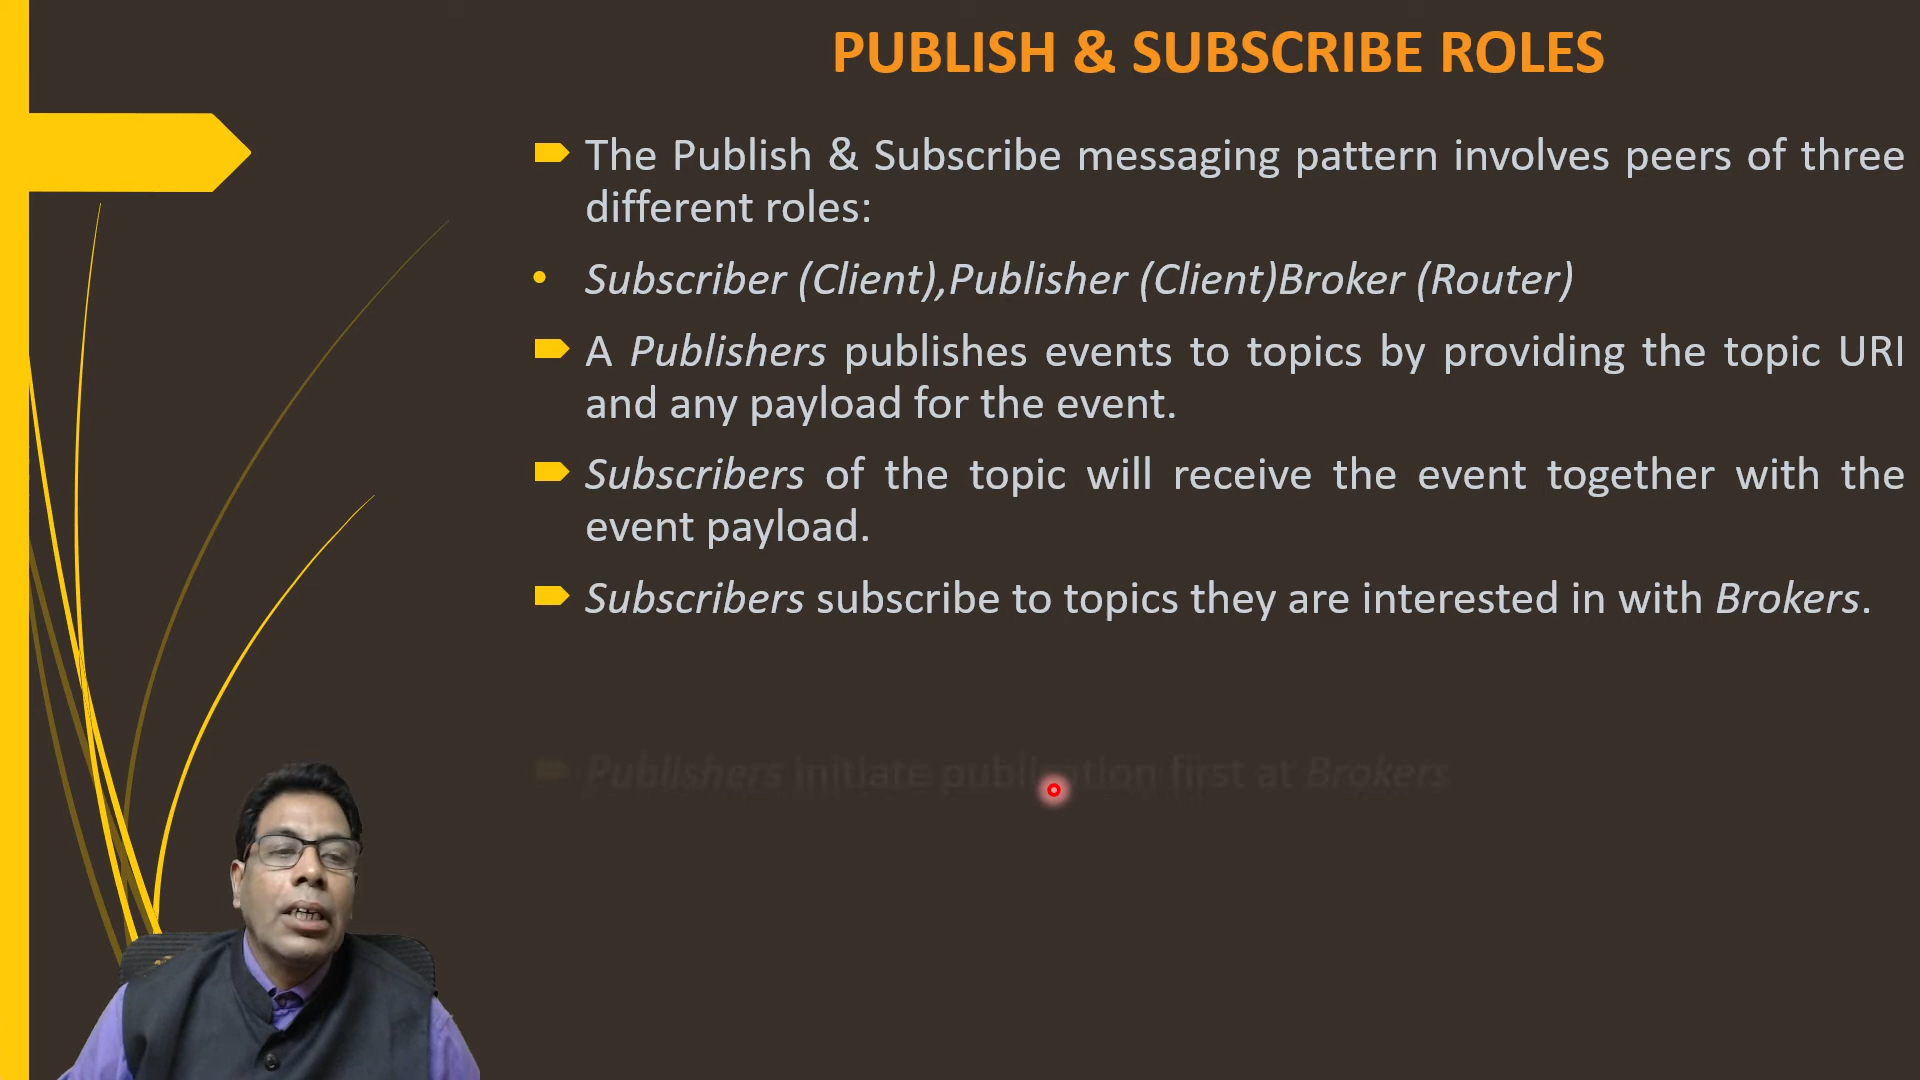 PUBLISH & SUBSCRIBE ROLES
The Publish & Subscribe messaging pattern involves peers of three
different roles:
Subscriber (Client),Publisher (Client)Broker (Router)
A Publishers publishes events to topics by providing the topic URI
and any payload for the event.
Subscribers of the topic will receive the event together with the
event payload.
Subscribers subscribe to topics they are interested in with Brokers.
Publishers initiate publication first at Brokers